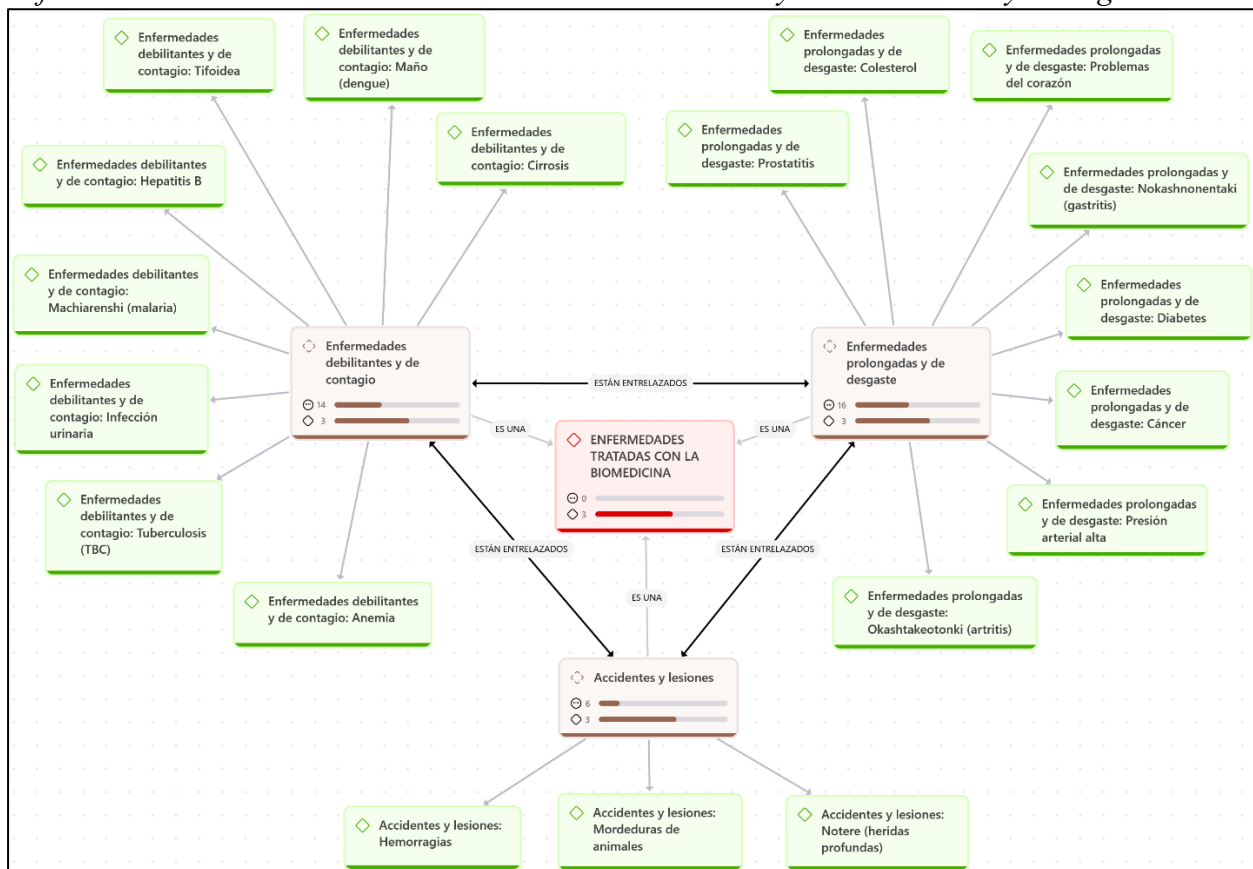 Enfermedades
debilitantes y de
contagio: Tifoidea
Enfermedades
debilitantes y de
contagio: Maño
(dengue)
Enfermedades
debilitantes y de
contagio: Cirrosis
Enfermedades debilitantes
y de contagio: Hepatitis B
Enfermedades debilitantes
y de contagio:
Machiarenshi (malaria)
Enfermedades
debilitantes y de
contagio: Infección
urinaria
Enfermedades
debilitantes y de
contagio: Tuberculosis
(TBC)
Enfermedades debilitantes
y de contagio: Anemia
Enfermedades
debilitantes y de
contagio
14
3
Enfermedades
prolongadas y de
desgaste: Colesterol
Enfermedades prolongadas
y de desgaste: Problemas
del corazón
Enfermedades
prolongadas y de
desgaste: Prostatitis
Enfermedades prolongadas y
de desgaste: Nokashnonentaki
(gastritis)
Enfermedades
prolongadas y de
desgaste: Diabetes
Enfermedades
prolongadas y de
desgaste: Cáncer
Enfermedades prolongadas
y de desgaste: Presión
arterial alta
Enfermedades prolongadas
y de desgaste:
Okashtakeotonki (artritis)
Enfermedades
prolongadas y de
desgaste
16
3
ESTÁN ENTRELAZADOS
ES UNA
ES UNA
ENFERMEDADES
TRATADAS CON LA
BIOMEDICINA
0
3
ESTÁN ENTRELAZADOS
ESTÁN ENTRELAZADOS
ES UNA
Accidentes y lesiones
6
3
Accidentes y lesiones:
Hemorragias
Accidentes y lesiones:
Mordeduras de
animales
Accidentes y lesiones:
Notere (heridas
profundas)